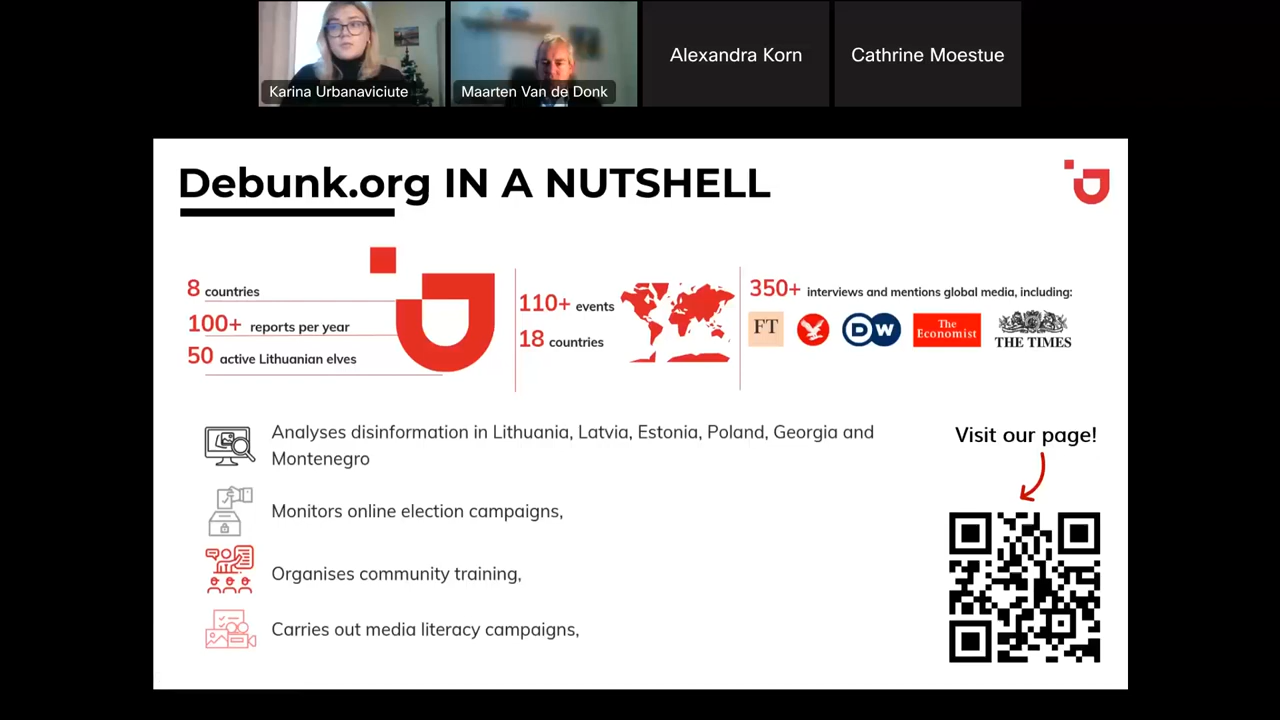 Karina Urbanaviciute
Maarten Van de Donk
Alexandra Korn
Cathrine Moestue
Debunk.org IN A NUTSHELL
8 countries
100+ reports per year
50 active Lithuanian elves
110+ events
18 countries
350+ interviews and mentions global media, including:
FT
DW
The
Economist
THE TIMES
Analyses disinformation in Lithuania, Latvia, Estonia, Poland, Georgia and
Montenegro
Monitors online election campaigns,
Organises community training,
Carries out media literacy campaigns,
Visit our page!